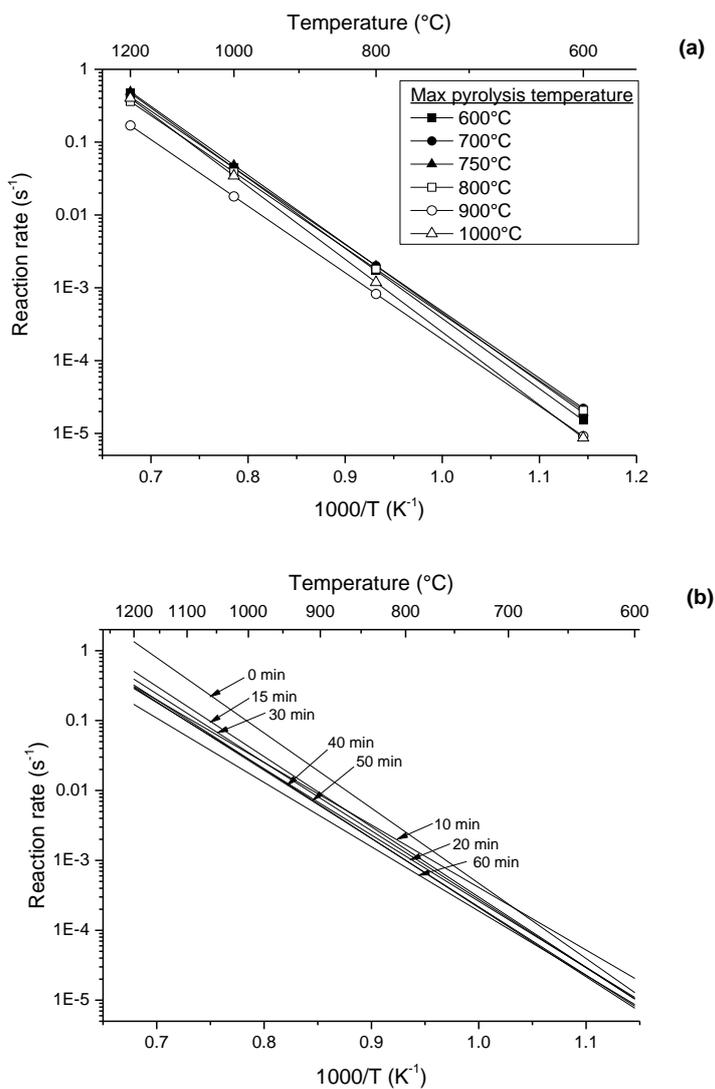 Temperature (°C)
(a)
1200 1000 800 600
1
0.1
0.01
1E-3
1E-4
1E-5
Reaction rate (s⁻¹)
Max pyrolysis temperature
600°C
700°C
750°C
800°C
900°C
1000°C
0.7 0.8 0.9 1.0 1.1 1.2
1000/T (K⁻¹)
Temperature (°C)
(b)
1200 1100 1000 900 800 700 600
1
0.1
0.01
1E-3
1E-4
1E-5
Reaction rate (s⁻¹)
0 min
15 min
30 min
40 min
50 min
10 min
20 min
60 min
0.7 0.8 0.9 1.0 1.1
1000/T (K⁻¹)